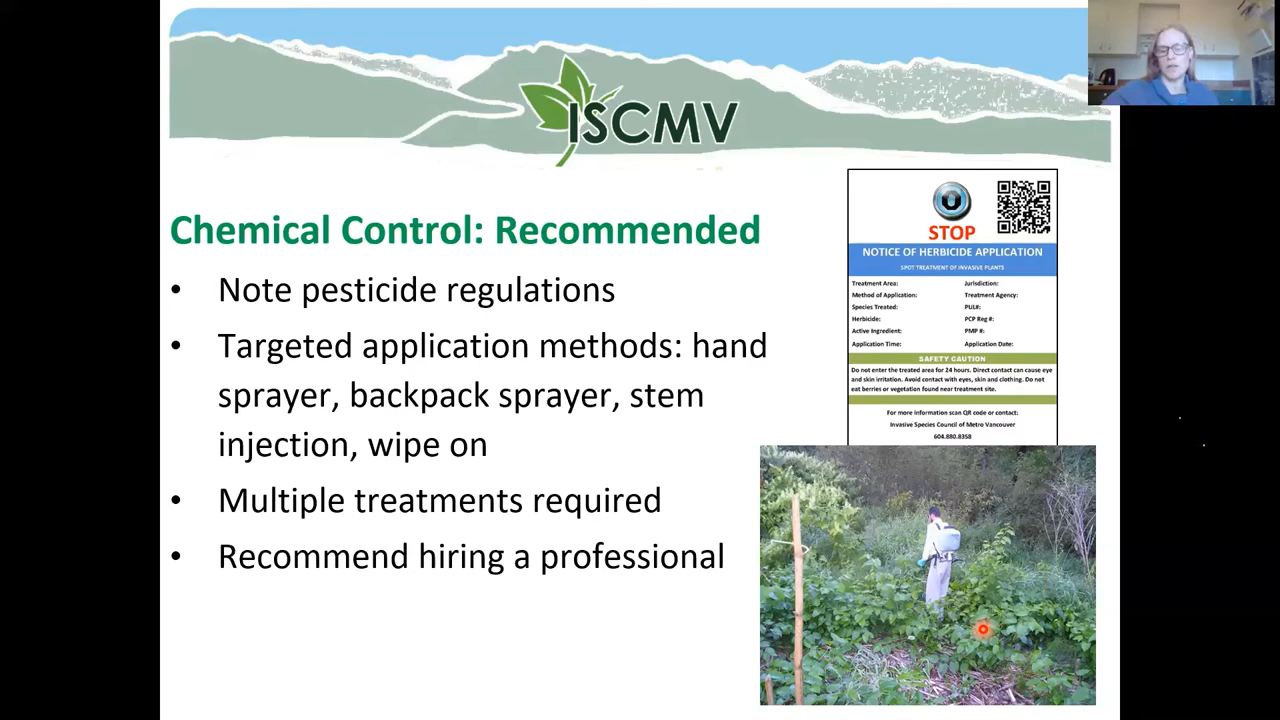 ISCMV
Chemical Control: Recommended
• Note pesticide regulations
• Targeted application methods: hand
sprayer, backpack sprayer, stem
injection, wipe on
• Multiple treatments required
• Recommend hiring a professional
STOP
NOTICE OF HERBICIDE APPLICATION
SPOT TREATMENT OF INVASIVE PLANTS
Treatment Area: Jurisdiction:
Method of Application: Treatment Agency:
Species Treated: PUL#:
Herbicide: PCP Reg #:
Active Ingredient: PMP #:
Application Time: Application Date:
SAFETY CAUTION
Do not enter the treated area for 24 hours. Direct contact can cause eye
and skin irritation. Avoid contact with eyes, skin and clothing. Do not
eat berries or vegetation found near treatment site.
For more information scan QR code or contact:
Invasive Species Council of Metro Vancouver
604.880.8358